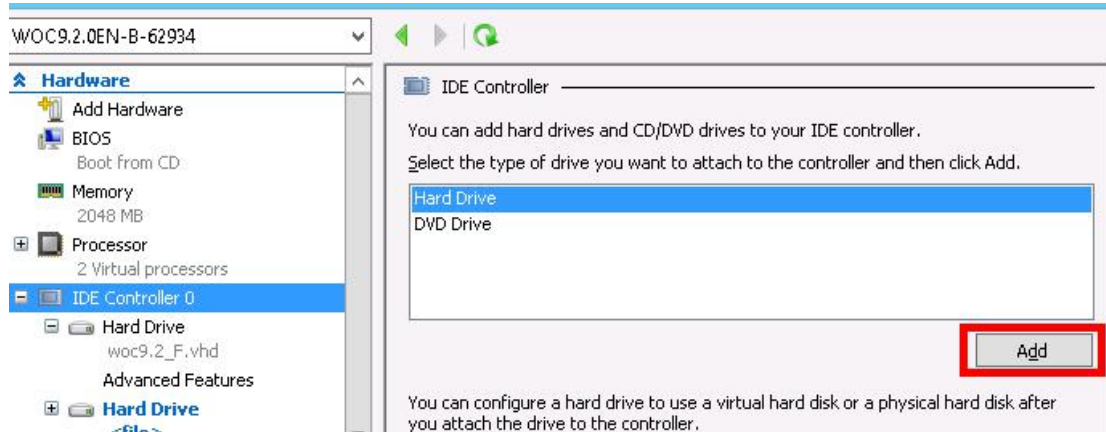 WOC9.2.0EN-B-62934
Hardware
Add Hardware
BIOS
Boot from CD
Memory
2048 MB
Processor
2 Virtual processors
IDE Controller 0
Hard Drive
woc9.2_F.vhd
Advanced Features
Hard Drive
<file>
IDE Controller
You can add hard drives and CD/DVD drives to your IDE controller.
Select the type of drive you want to attach to the controller and then click Add.
Hard Drive
DVD Drive
Add
You can configure a hard drive to use a virtual hard disk or a physical hard disk after
you attach the drive to the controller.